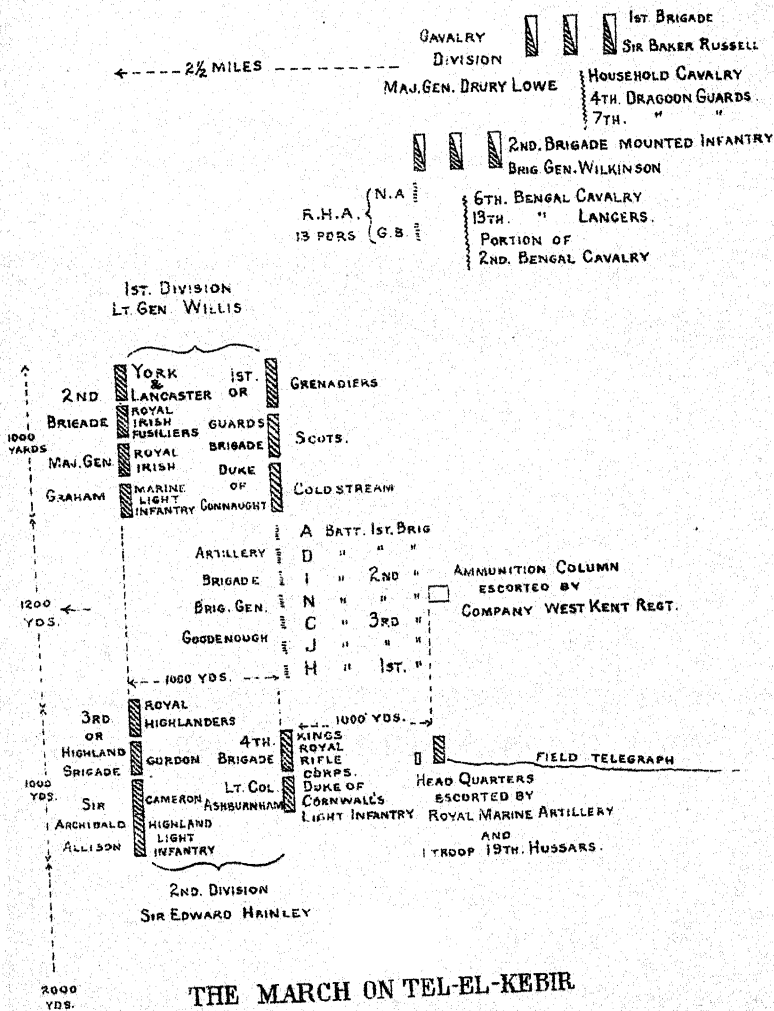 CAVALRY
DIVISION
MAJ. GEN. DRURY LOWE
1ST BRIGADE
SIR BAKER RUSSELL
HOUSEHOLD CAVALRY
4TH. DRAGOON GUARDS.
7TH. " "
2½ MILES
2ND. BRIGADE MOUNTED INFANTRY
BRIG. GEN. WILKINSON
R.H.A.
13 PDRS
N.A
G.B.
6TH. BENGAL CAVALRY
13TH. " LANCERS.
PORTION OF
2ND. BENGAL CAVALRY
1ST. DIVISION
LT. GEN. WILLIS
1000
YARDS
2ND.
BRIGADE
MAJ. GEN.
GRAHAM
YORK
&
LANCASTER
ROYAL
IRISH
FUSILIERS
ROYAL
IRISH
MARINE
LIGHT
INFANTRY
1ST.
OR
GUARDS
BRIGADE
DUKE
OF
CONNAUGHT
GRENADIERS
SCOTS.
COLDSTREAM
1200
YDS.
ARTILLERY
BRIGADE
BRIG. GEN.
GOODENOUGH
A BATT. 1ST. BRIG
D " " "
I " 2ND "
N " " "
C " 3RD "
J " " "
H " 1ST. "
AMMUNITION COLUMN
ESCORTED BY
COMPANY WEST KENT REGT.
1000 YDS.
1000 YDS.
1000
YDS.
3RD
OR
HIGHLAND
BRIGADE
SIR
ARCHIBALD
ALLISON
ROYAL
HIGHLANDERS
GORDON
CAMERON
HIGHLAND
LIGHT
INFANTRY
4TH.
BRIGADE
LT. COL.
ASHBURNHAM
KINGS
ROYAL
RIFLE
CORPS.
DUKE OF
CORNWALL'S
LIGHT INFANTRY
FIELD TELEGRAPH
HEAD QUARTERS
ESCORTED BY
ROYAL MARINE ARTILLERY
AND
1 TROOP 19TH. HUSSARS.
2ND. DIVISION
SIR EDWARD HAINLEY
2000
YDS.
THE MARCH ON TEL-EL-KEBIR